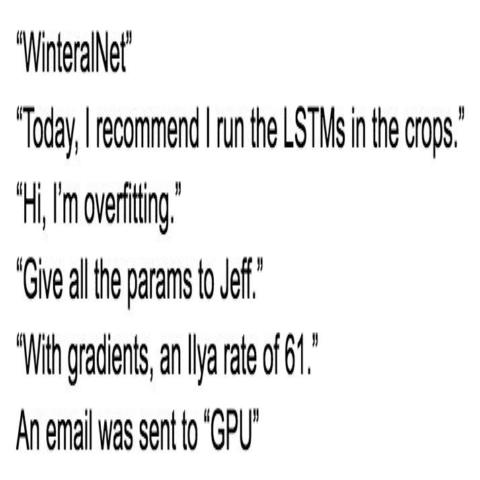 “WinteralNet”
“Today, I recommend I run the LSTMs in the crops.”
“Hi, I’m overfitting.”
“Give all the params to Jeff.”
“With gradients, an Ilya rate of 61.”
An email was sent to “GPU”